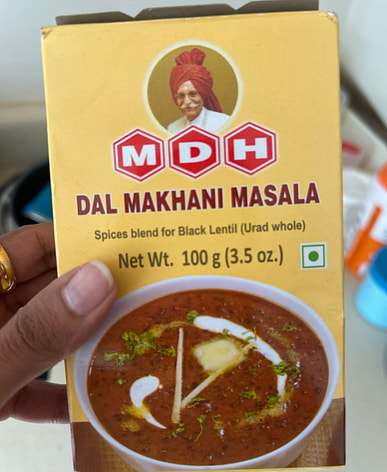 MDH
DAL MAKHANI MASALA
Spices blend for Black Lentil (Urad whole)
Net Wt. 100 g (3.5 oz.)